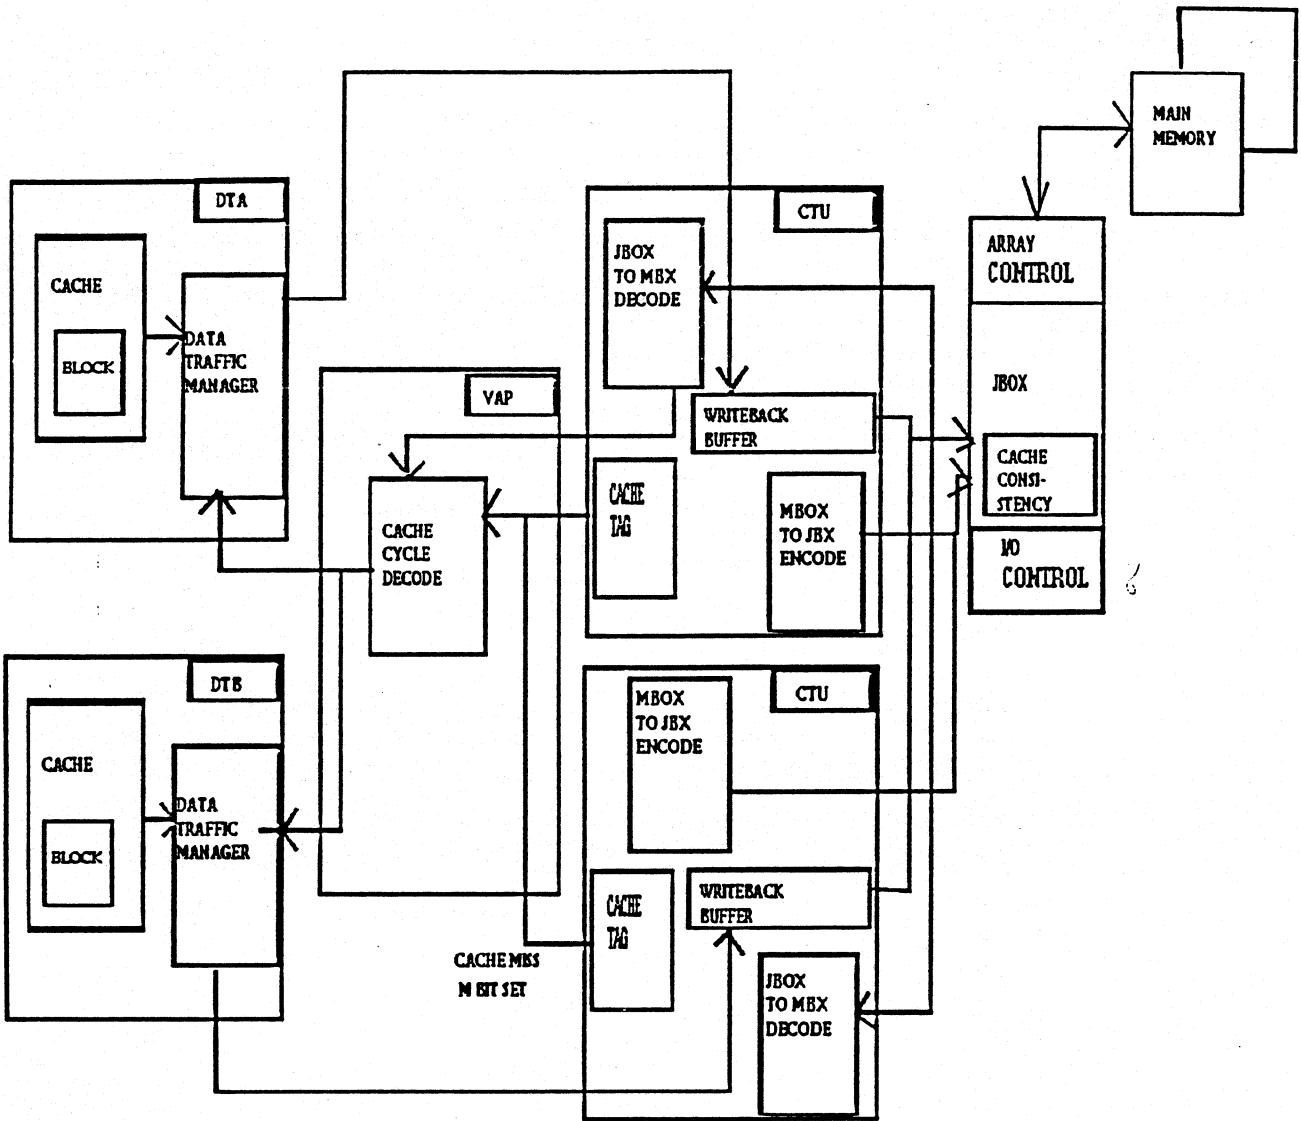 MAIN
MEMORY
DTA
CACHE
BLOCK
DATA
TRAFFIC
MANAGER
VAP
CACHE
CYCLE
DECODE
CTU
JBOX
TO MBX
DECODE
WRITEBACK
BUFFER
CACHE
TAG
MBOX
TO JBX
ENCODE
ARRAY
CONTROL
JBOX
CACHE
CONSI-
STENCY
I/O
CONTROL
DTB
CACHE
BLOCK
DATA
TRAFFIC
MANAGER
CTU
MBOX
TO JBX
ENCODE
WRITEBACK
BUFFER
CACHE
TAG
JBOX
TO MBX
DECODE
CACHE MISS
M BIT SET